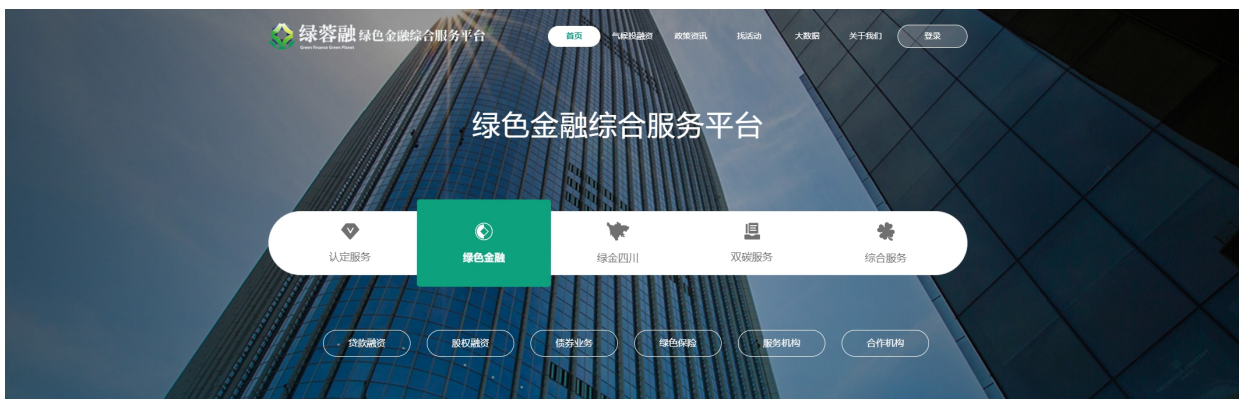 绿蓉融 绿色金融综合服务平台
Green finance Green Planet
首页 气候投融资 政策资讯 找活动 大数据 关于我们 登录
绿色金融综合服务平台
认定服务 绿色金融 绿金四川 双碳服务 综合服务
贷款融资 股权融资 债券业务 绿色保险 服务机构 合作机构